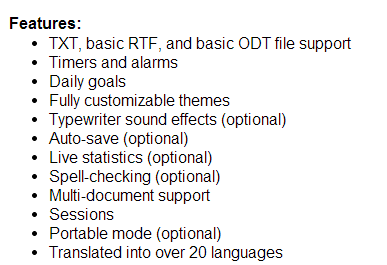 Features:
• TXT, basic RTF, and basic ODT file support
• Timers and alarms
• Daily goals
• Fully customizable themes
• Typewriter sound effects (optional)
• Auto-save (optional)
• Live statistics (optional)
• Spell-checking (optional)
• Multi-document support
• Sessions
• Portable mode (optional)
• Translated into over 20 languages